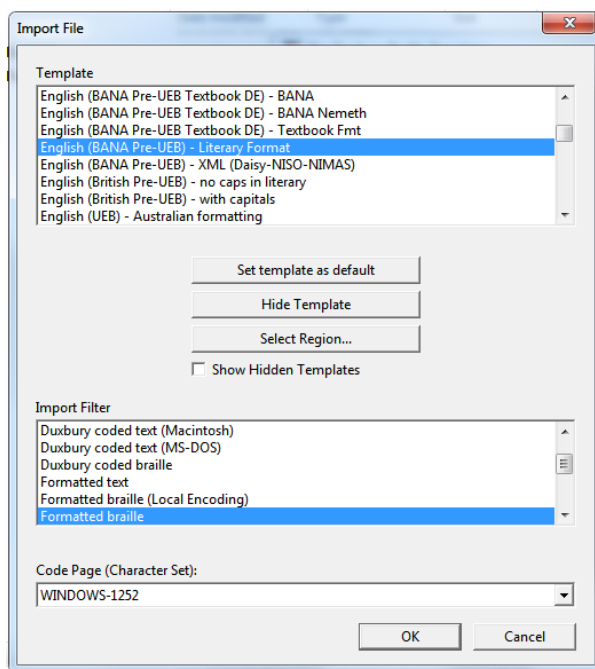 Import File
Template
English (BANA Pre-UEB Textbook DE) - BANA
English (BANA Pre-UEB Textbook DE) - BANA Nemeth
English (BANA Pre-UEB Textbook DE) - Textbook Fmt
English (BANA Pre-UEB) - Literary Format
English (BANA Pre-UEB) - XML (Daisy-NISO-NIMAS)
English (British Pre-UEB) - no caps in literary
English (British Pre-UEB) - with capitals
English (UEB) - Australian formatting
Set template as default
Hide Template
Select Region...
Show Hidden Templates
Import Filter
Duxbury coded text (Macintosh)
Duxbury coded text (MS-DOS)
Duxbury coded braille
Formatted text
Formatted braille (Local Encoding)
Formatted braille
Code Page (Character Set):
WINDOWS-1252
OK Cancel